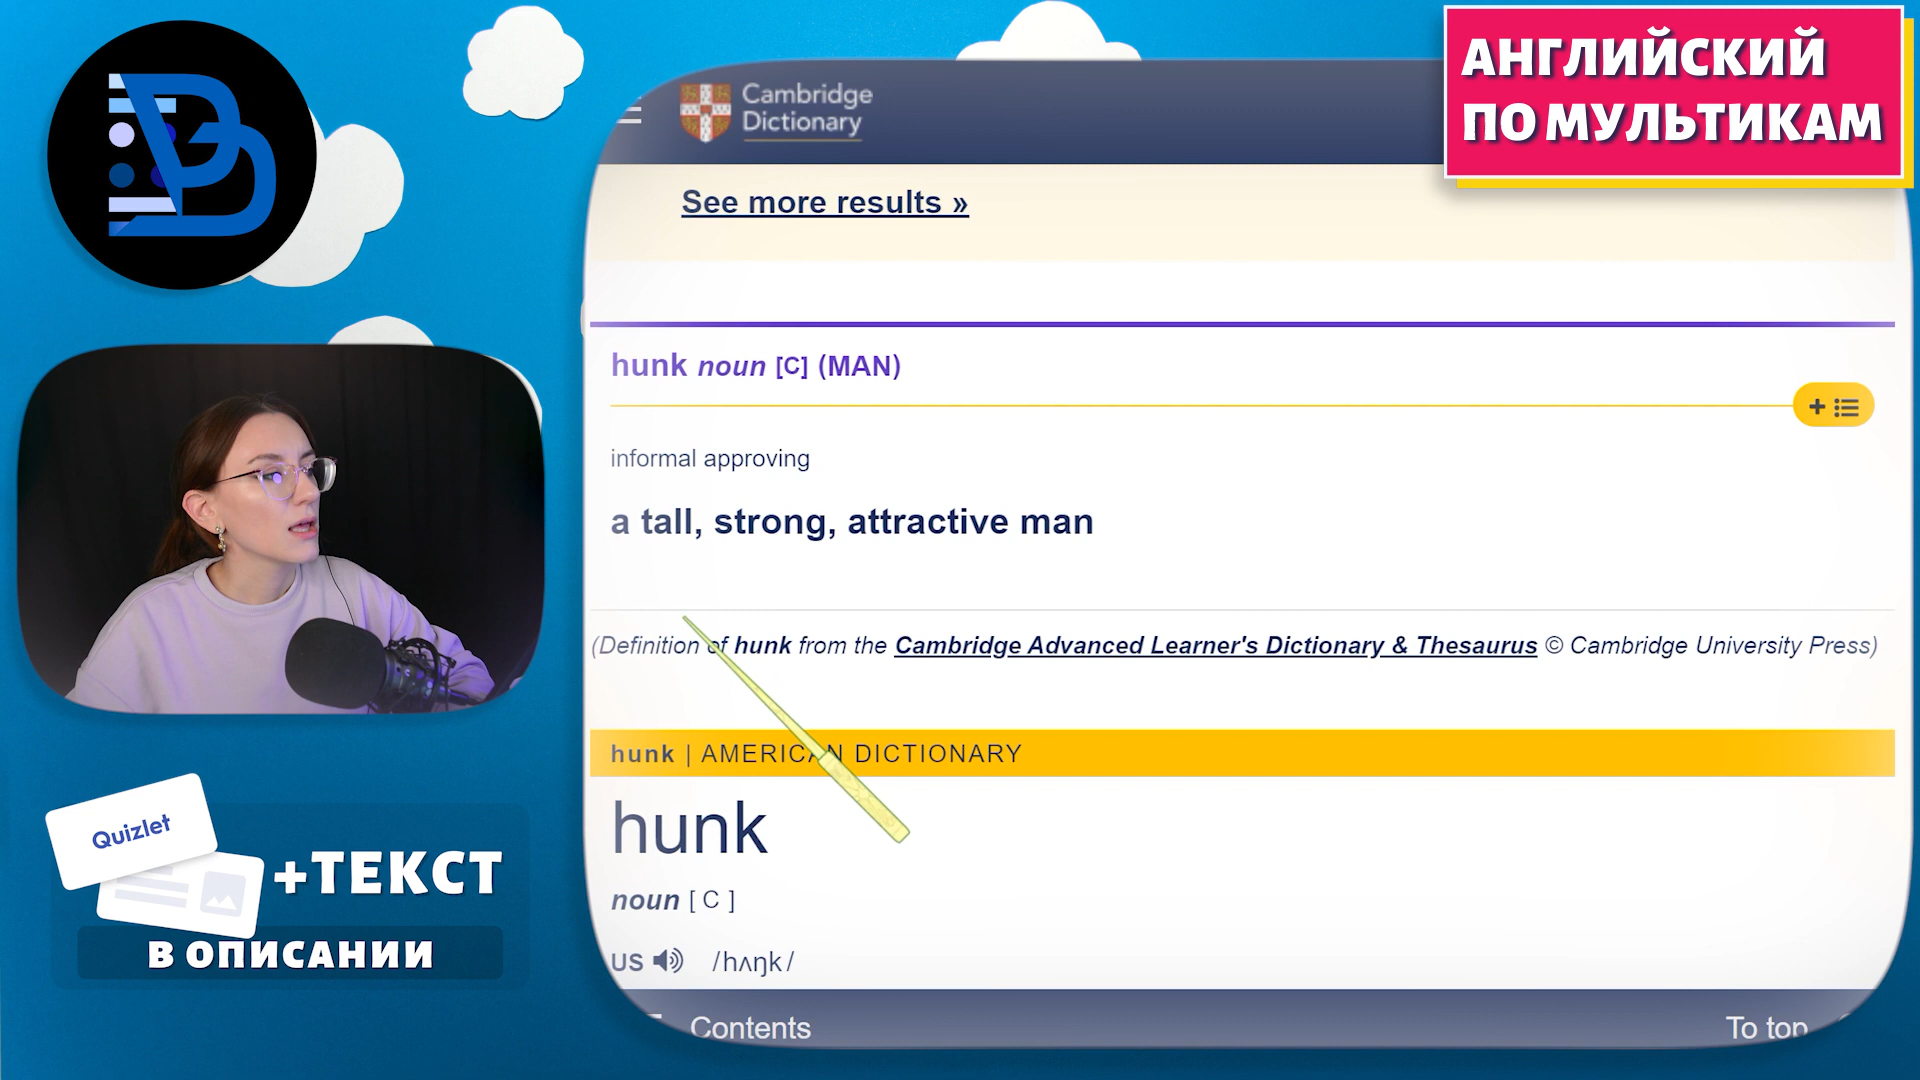 АНГЛИЙСКИЙ
ПО МУЛЬТИКАМ
Cambridge
Dictionary
See more results »
hunk noun [C] (MAN)
informal approving
a tall, strong, attractive man
(Definition of hunk from the Cambridge Advanced Learner's Dictionary & Thesaurus © Cambridge University Press)
hunk | AMERICAN DICTIONARY
hunk
noun [ C ]
US /hʌŋk/
Contents
To top
Quizlet
+ТЕКСТ
В ОПИСАНИИ